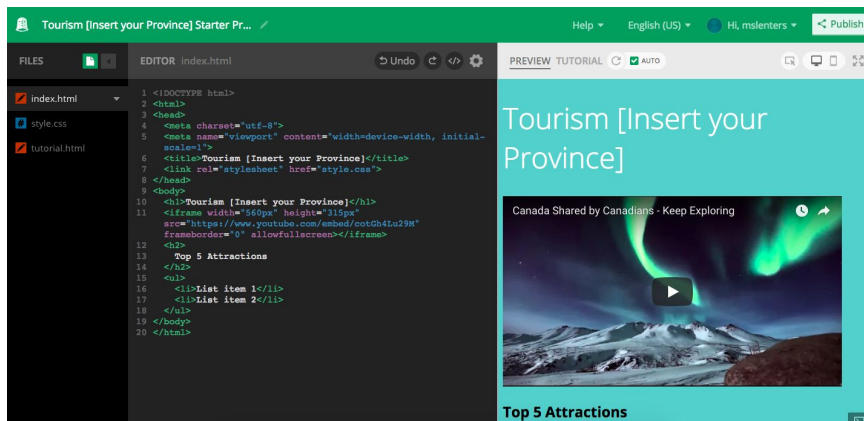 Tourism [Insert your Province] Starter Pr...
Help
English (US)
Hi, mslenters
Publish
FILES
index.html
style.css
tutorial.html
EDITOR index.html
Undo
1 <!DOCTYPE html>
2 <html>
3 <head>
4 <meta charset="utf-8">
5 <meta name="viewport" content="width=device-width, initial-
scale=1">
6 <title>Tourism [Insert your Province]</title>
7 <link rel="stylesheet" href="style.css">
8 </head>
9 <body>
10 <h1>Tourism [Insert your Province]</h1>
11 <iframe width="560px" height="315px"
src="https://www.youtube.com/embed/cotGh4Lu29M"
frameborder="0" allowfullscreen></iframe>
12 <h2>
13 Top 5 Attractions
14 </h2>
15 <ul>
16 <li>List item 1</li>
17 <li>List item 2</li>
18 </ul>
19 </body>
20 </html>
PREVIEW TUTORIAL AUTO
Tourism [Insert your
Province]
Canada Shared by Canadians - Keep Exploring
Top 5 Attractions